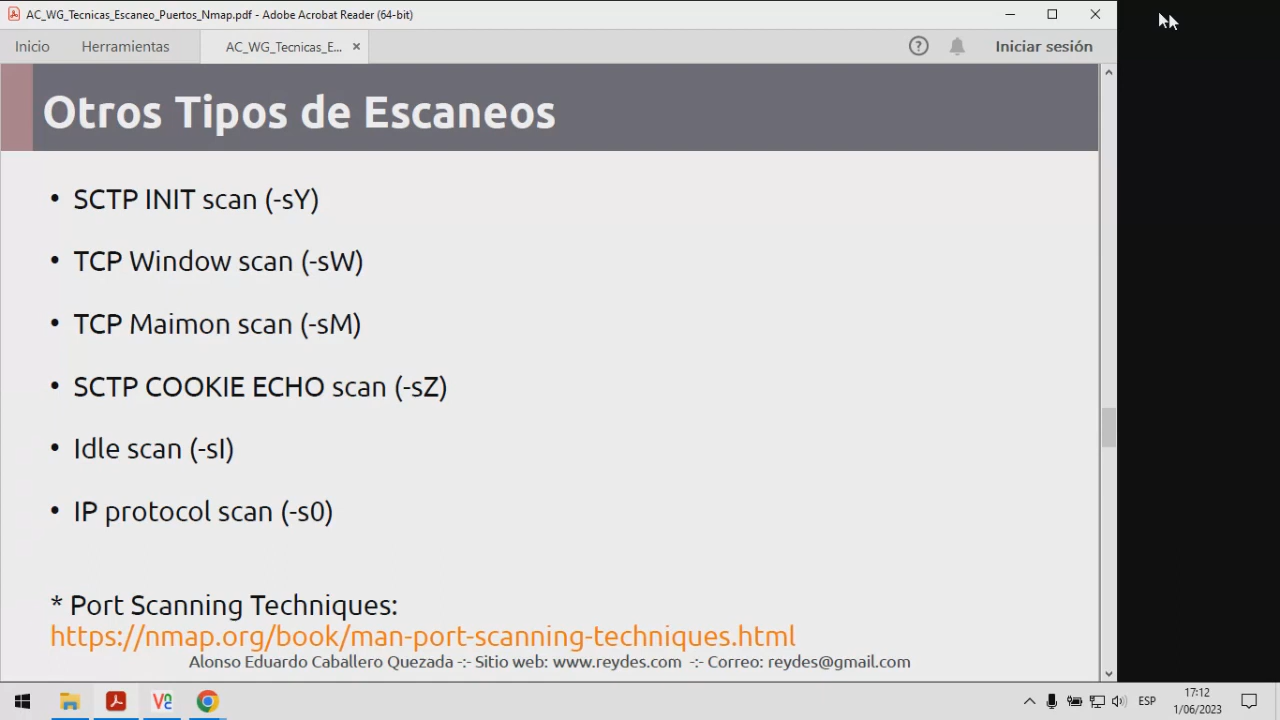 AC_WG_Tecnicas_Escaneo_Puertos_Nmap.pdf - Adobe Acrobat Reader (64-bit)
Inicio
Herramientas
AC_WG_Tecnicas_E...
Iniciar sesión
Otros Tipos de Escaneos
• SCTP INIT scan (-sY)
• TCP Window scan (-sW)
• TCP Maimon scan (-sM)
• SCTP COOKIE ECHO scan (-sZ)
• Idle scan (-sI)
• IP protocol scan (-s0)
* Port Scanning Techniques:
https://nmap.org/book/man-port-scanning-techniques.html
Alonso Eduardo Caballero Quezada -:- Sitio web: www.reydes.com -:- Correo: reydes@gmail.com
ESP
17:12
1/06/2023